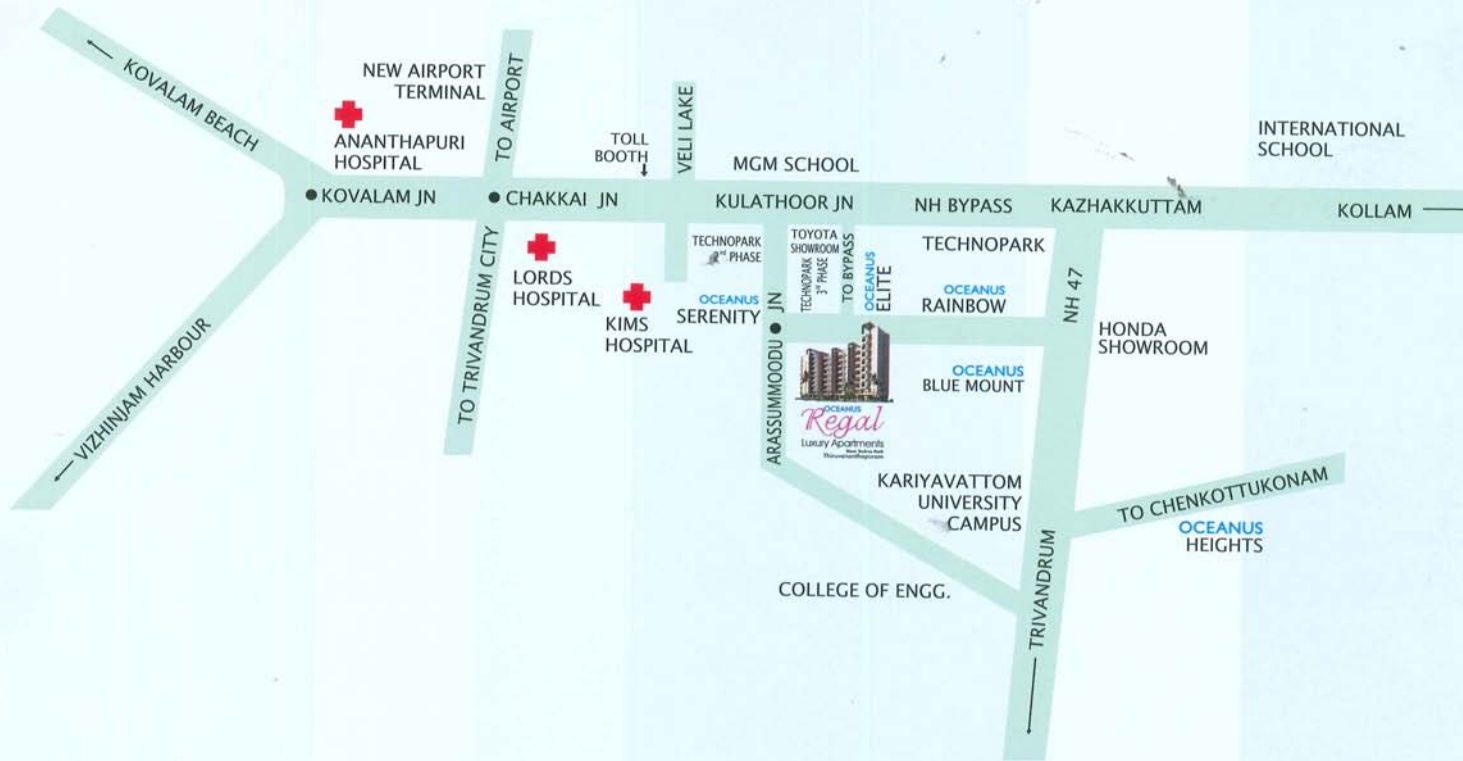 KOVALAM BEACH
NEW AIRPORT
TERMINAL
ANANTHAPURI
HOSPITAL
TO AIRPORT
TOLL
BOOTH
VELI LAKE
MGM SCHOOL
INTERNATIONAL
SCHOOL
KOVALAM JN
CHAKKAI JN
KULATHOOR JN
NH BYPASS
KAZHAKKUTTAM
KOLLAM
VIZHINJAM HARBOUR
TO TRIVANDRUM CITY
LORDS
HOSPITAL
KIMS
HOSPITAL
TECHNOPARK
2nd PHASE
OCEANUS
SERENITY
ARASSUMMOODU JN
TOYOTA
SHOWROOM
TECHNOPARK
3rd PHASE
TO BYPASS
OCEANUS
ELITE
TECHNOPARK
OCEANUS
RAINBOW
NH 47
HONDA
SHOWROOM
OCEANUS
BLUE MOUNT
OCEANUS
Regal
Luxury Apartments
Thiruvananthapuram
KARIYAVATTOM
UNIVERSITY
CAMPUS
TO CHENKOTTUKONAM
OCEANUS
HEIGHTS
COLLEGE OF ENGG.
TRIVANDRUM